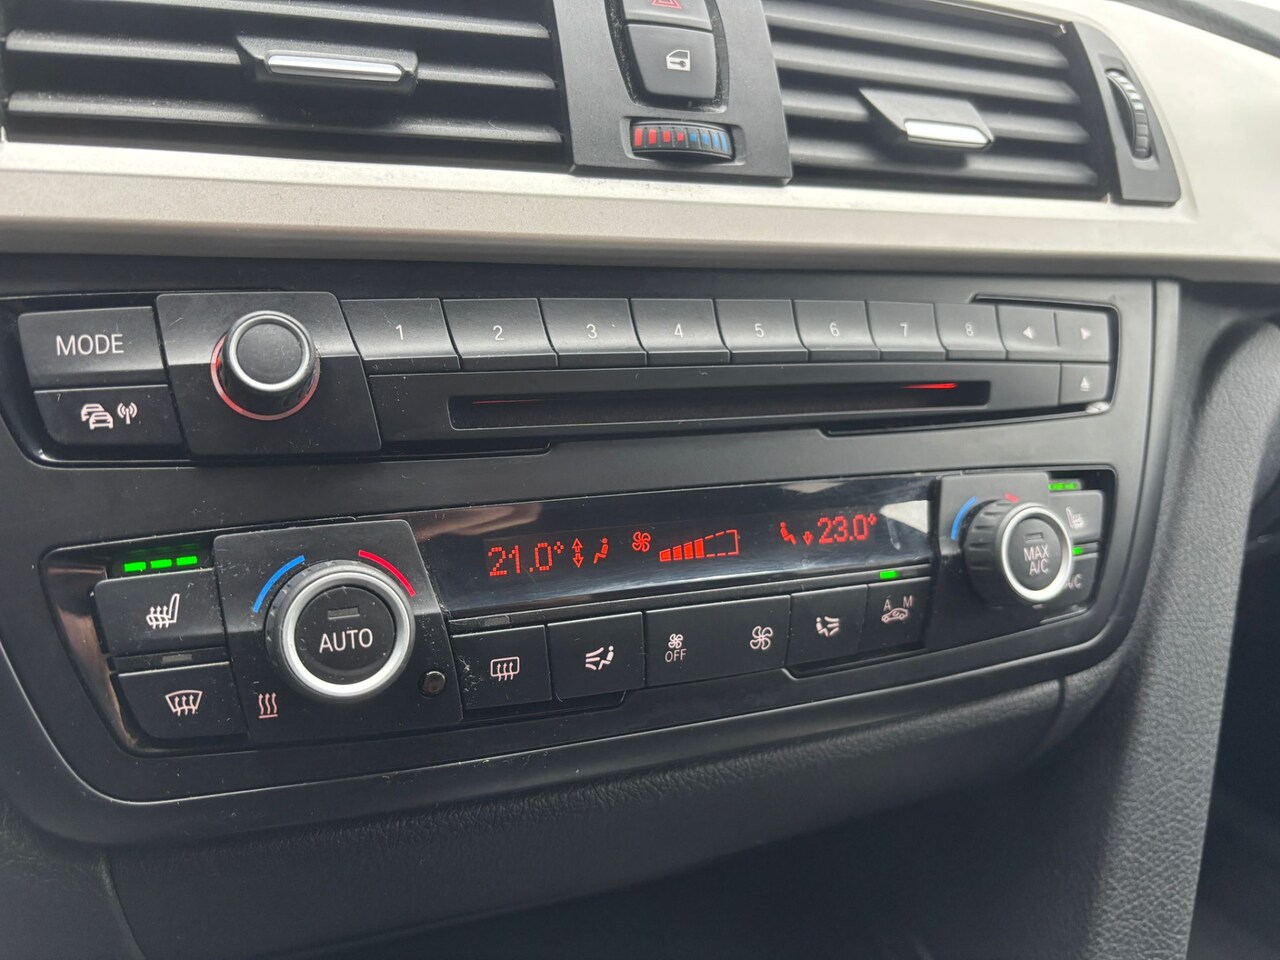 MODE
1 2 3 4 5 6 7 8
21.0° 23.0°
MAX
A/C
A/C
AUTO
OFF
A M